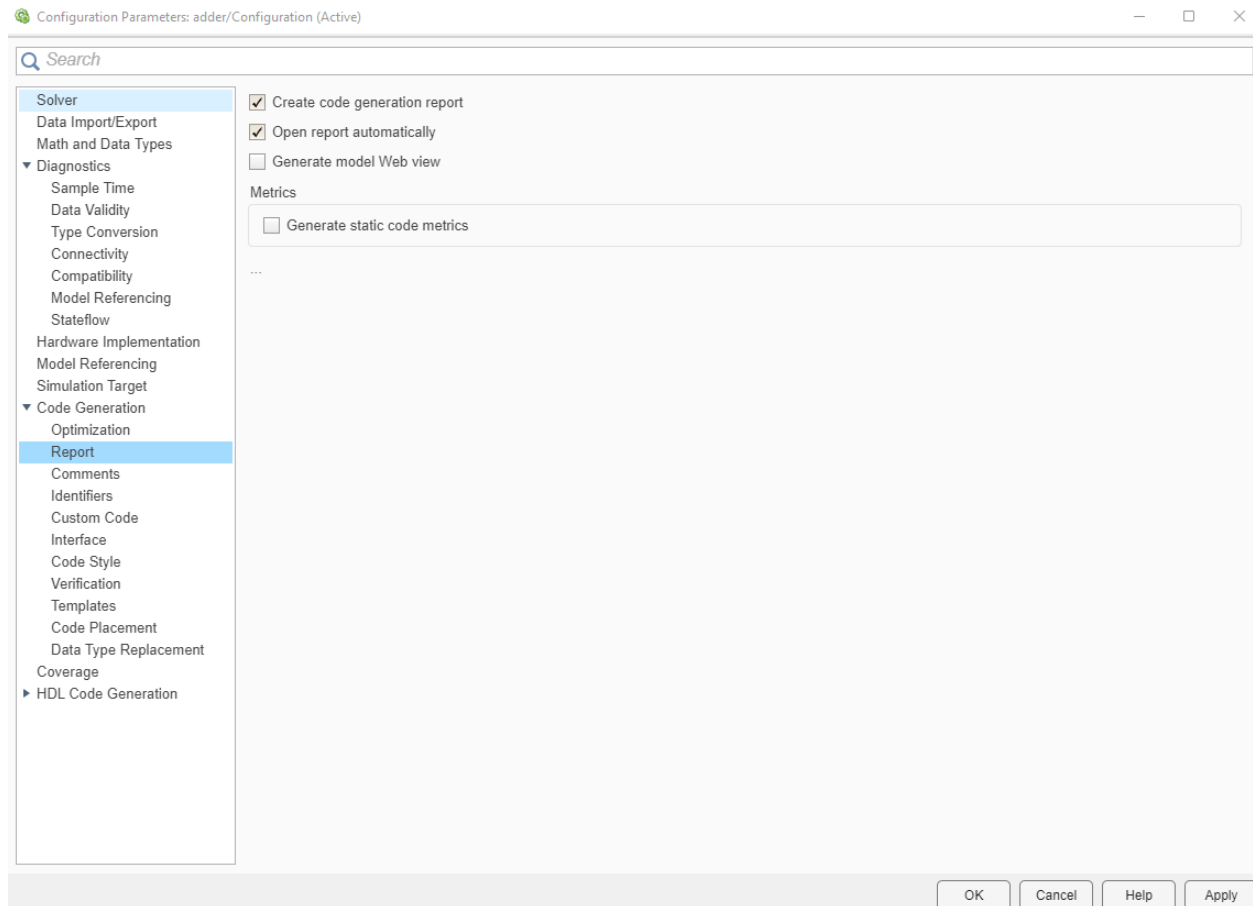 Configuration Parameters: adder/Configuration (Active)
Search
Solver
Data Import/Export
Math and Data Types
Diagnostics
Sample Time
Data Validity
Type Conversion
Connectivity
Compatibility
Model Referencing
Stateflow
Hardware Implementation
Model Referencing
Simulation Target
Code Generation
Optimization
Report
Comments
Identifiers
Custom Code
Interface
Code Style
Verification
Templates
Code Placement
Data Type Replacement
Coverage
HDL Code Generation
Create code generation report
Open report automatically
Generate model Web view
Metrics
Generate static code metrics
...
OK Cancel Help Apply